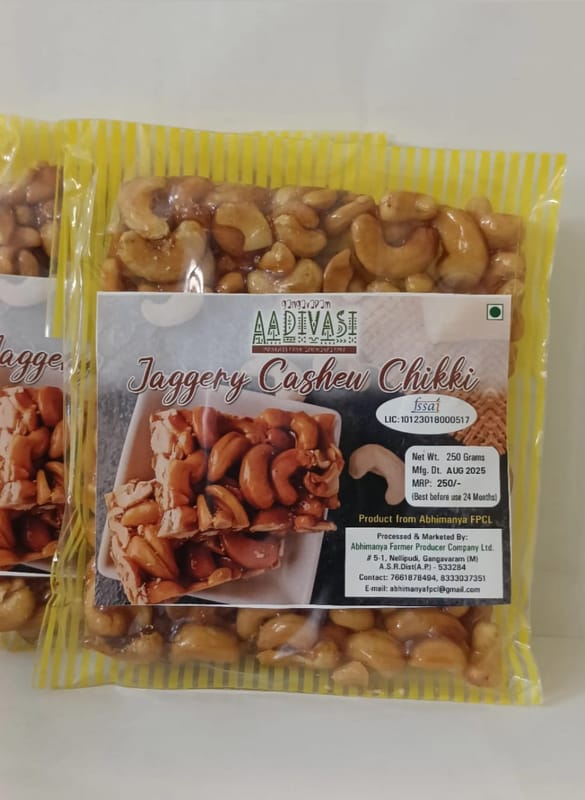 gangavaram
AADIVASI
Jaggery Cashew Chikki
fssai
LIC:10123018000517
Net Wt. 250 Grams
Mfg. Dt. AUG 2025
MRP: 250/-
(Best before use 24 Months)
Product from Abhimanya FPCL
Processed & Marketed By:
Abhimanya Farmer Producer Company Ltd.
# 5-1, Nellipudi, Gangavaram (M)
A.S.R.Dist(A.P.) - 533284
Contact: 7661878494, 8333037351
E-mail: abhimanyafpcl@gmail.com
Jagge